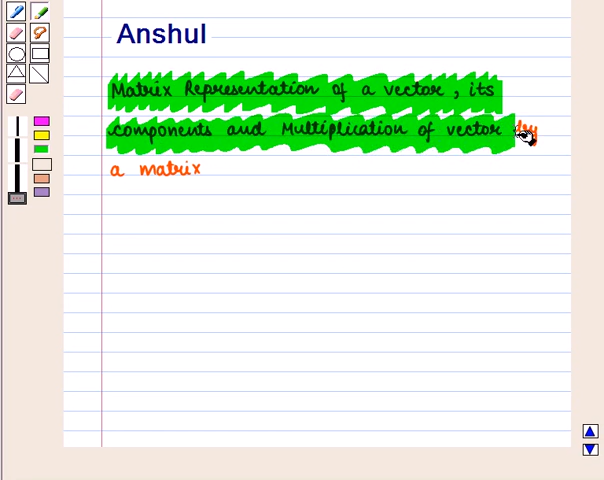 Anshul
Matrix Representation of a vector, its
components and Multiplication of vector by
a matrix